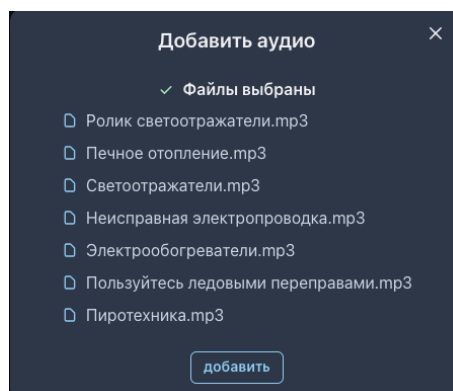 Добавить аудио
Файлы выбраны
Ролик светоотражатели.mp3
Печное отопление.mp3
Светоотражатели.mp3
Неисправная электропроводка.mp3
Электрообогреватели.mp3
Пользуйтесь ледовыми переправами.mp3
Пиротехника.mp3
добавить